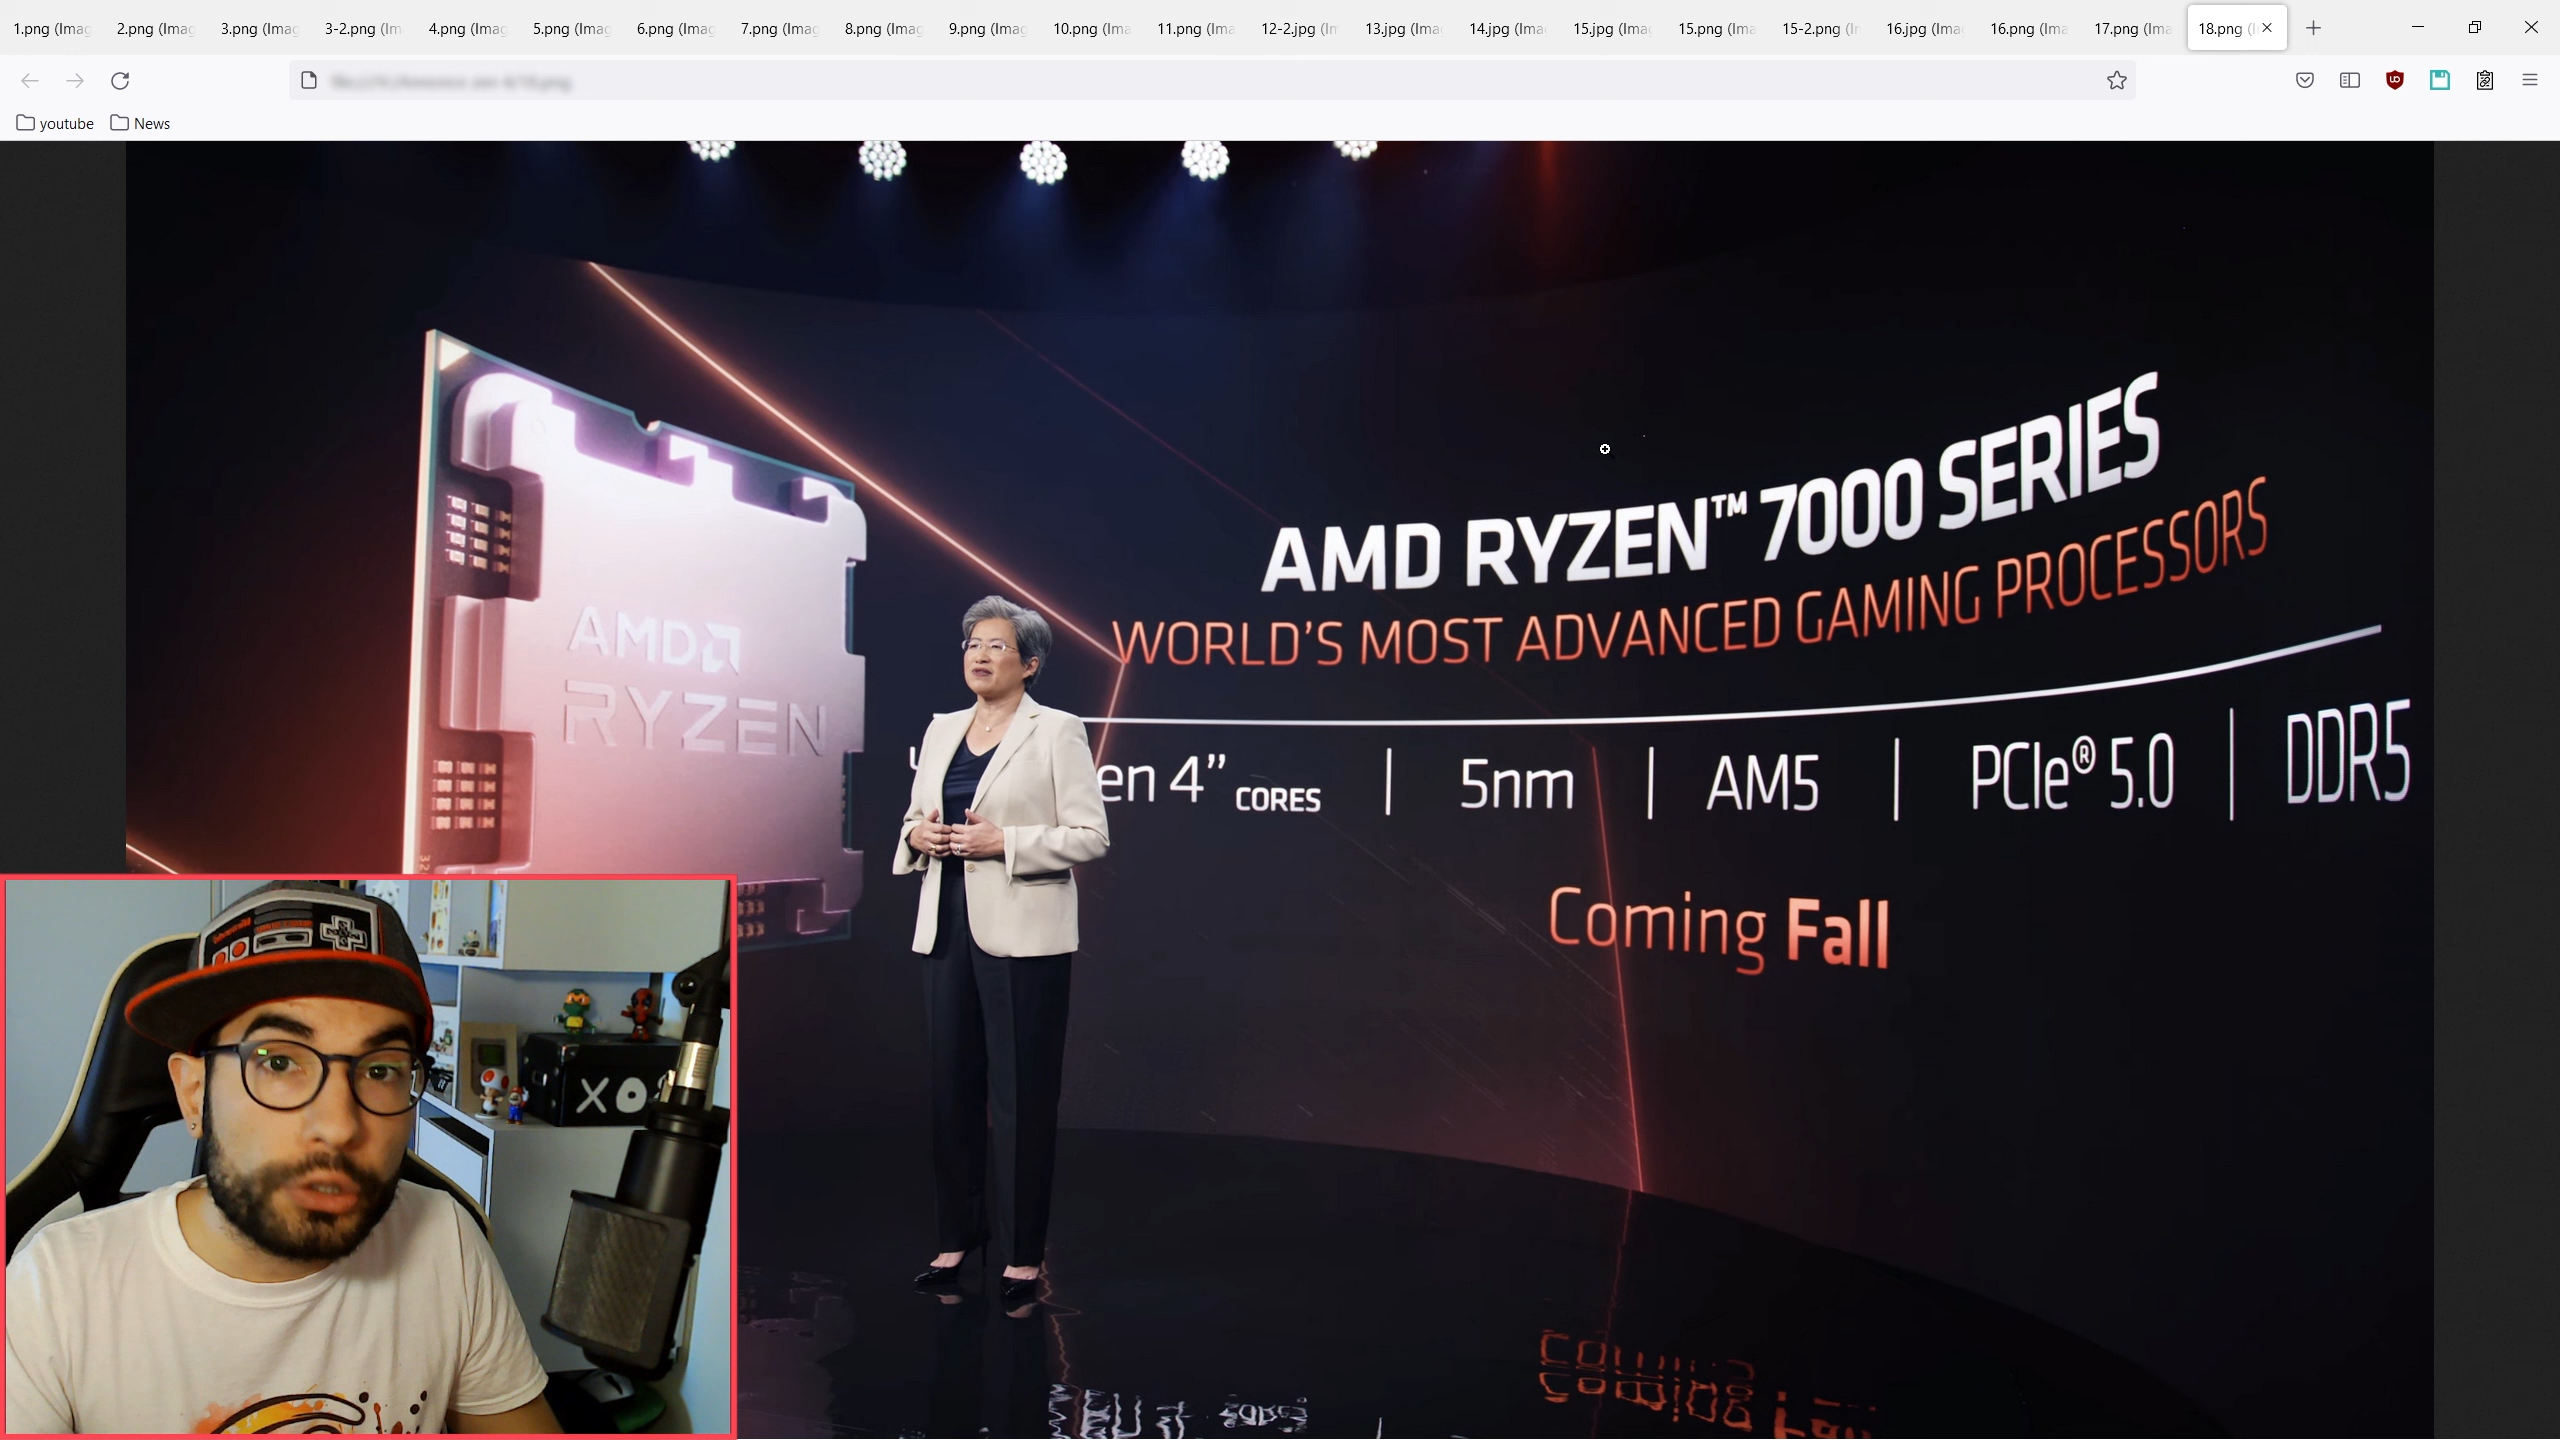 1.png (Imag
2.png (Imag
3.png (Imag
3-2.png (Im
4.png (Imag
5.png (Imag
6.png (Imag
7.png (Imag
8.png (Imag
9.png (Imag
10.png (Ima
11.png (Ima
12-2.jpg (Im
13.jpg (Ima
14.jpg (Ima
15.jpg (Ima
15.png (Ima
15-2.png (I
16.jpg (Ima
16.png (Ima
17.png (Ima
18.png (I
youtube
News
AMD RYZEN™ 7000 SERIES
WORLD'S MOST ADVANCED GAMING PROCESSORS
en 4” CORES | 5nm | AM5 | PCIe® 5.0 | DDR5
Coming Fall
AMD
RYZEN
XO